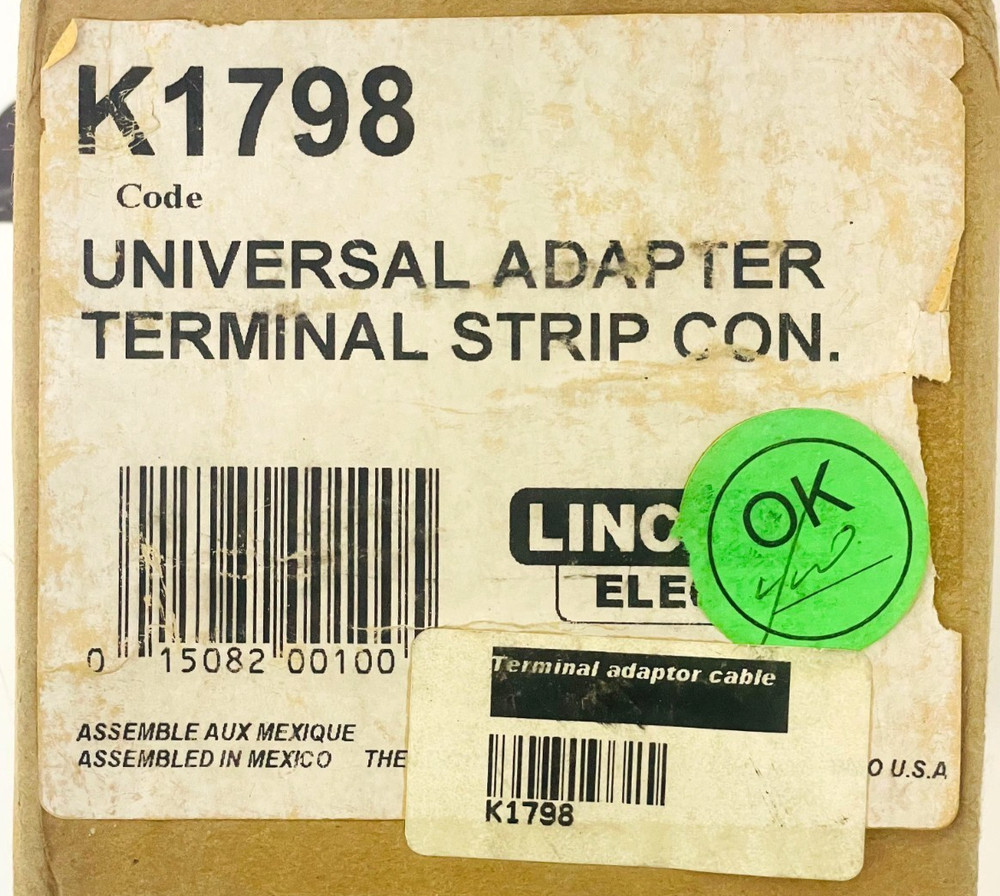 K1798
Code
UNIVERSAL ADAPTER
TERMINAL STRIP CON.
OK
LINC
ELEC
0 15082 00100
Terminal adaptor cable
K1798
ASSEMBLE AUX MEXIQUE
ASSEMBLED IN MEXICO THE
O U.S.A